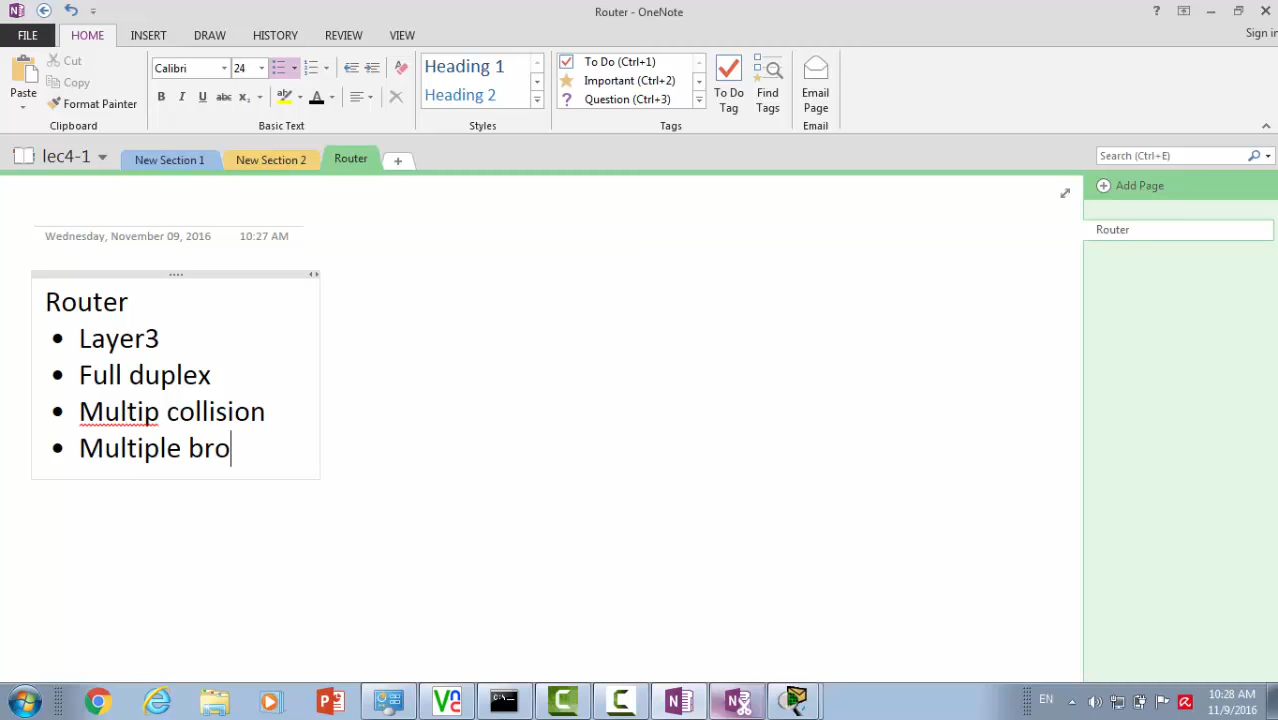 Router - OneNote
Sign in
FILE HOME INSERT DRAW HISTORY REVIEW VIEW
Paste
Cut
Copy
Format Painter
Clipboard
Calibri 24
B I U abc x₂ A
Basic Text
Heading 1
Heading 2
Styles
To Do (Ctrl+1)
Important (Ctrl+2)
Question (Ctrl+3)
To Do Tag
Find Tags
Tags
Email Page
Email
lec4-1 New Section 1 New Section 2 Router
Search (Ctrl+E)
Add Page
Router
Wednesday, November 09, 2016 10:27 AM
Router
• Layer3
• Full duplex
• Multip collision
• Multiple bro
EN
10:28 AM
11/9/2016